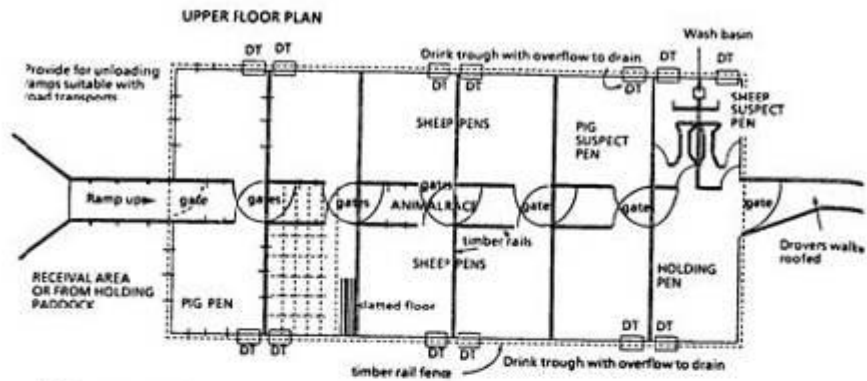 UPPER FLOOR PLAN
Wash basin
DT
DT
DT
DT
Drink trough with overflow to drain
DT
DT
DT
Provide for unloading
ramps suitable with
road transports
SHEEP PENS
PIG
SUSPECT
PEN
SHEEP
SUSPECT
PEN
Ramp up
gate
gates
gates
gate
ANIMAL RACE
gate
gate
gate
timber rails
Drovers walk
roofed
RECEIVAL AREA
OR FROM HOLDING
PADDOCK
PIG PEN
slatted floor
SHEEP PENS
HOLDING
PEN
DT
DT
DT
DT
DT
DT
timber rail fence
Drink trough with overflow to drain